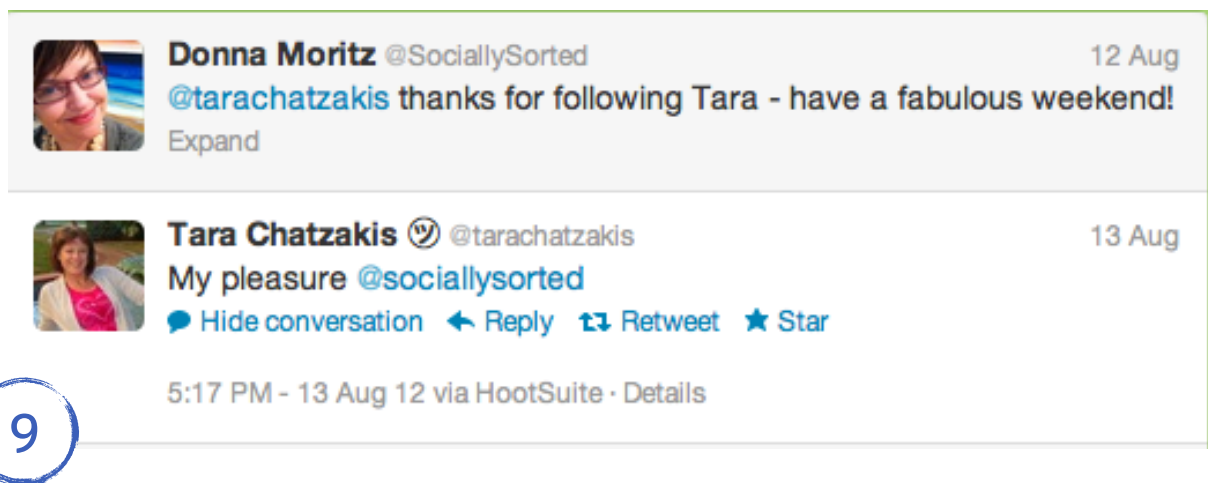 Donna Moritz @SociallySorted 12 Aug
@tarachatzakis thanks for following Tara - have a fabulous weekend!
Expand
Tara Chatzakis ツ @tarachatzakis 13 Aug
My pleasure @sociallysorted
Hide conversation Reply Retweet Star
5:17 PM - 13 Aug 12 via HootSuite · Details
9